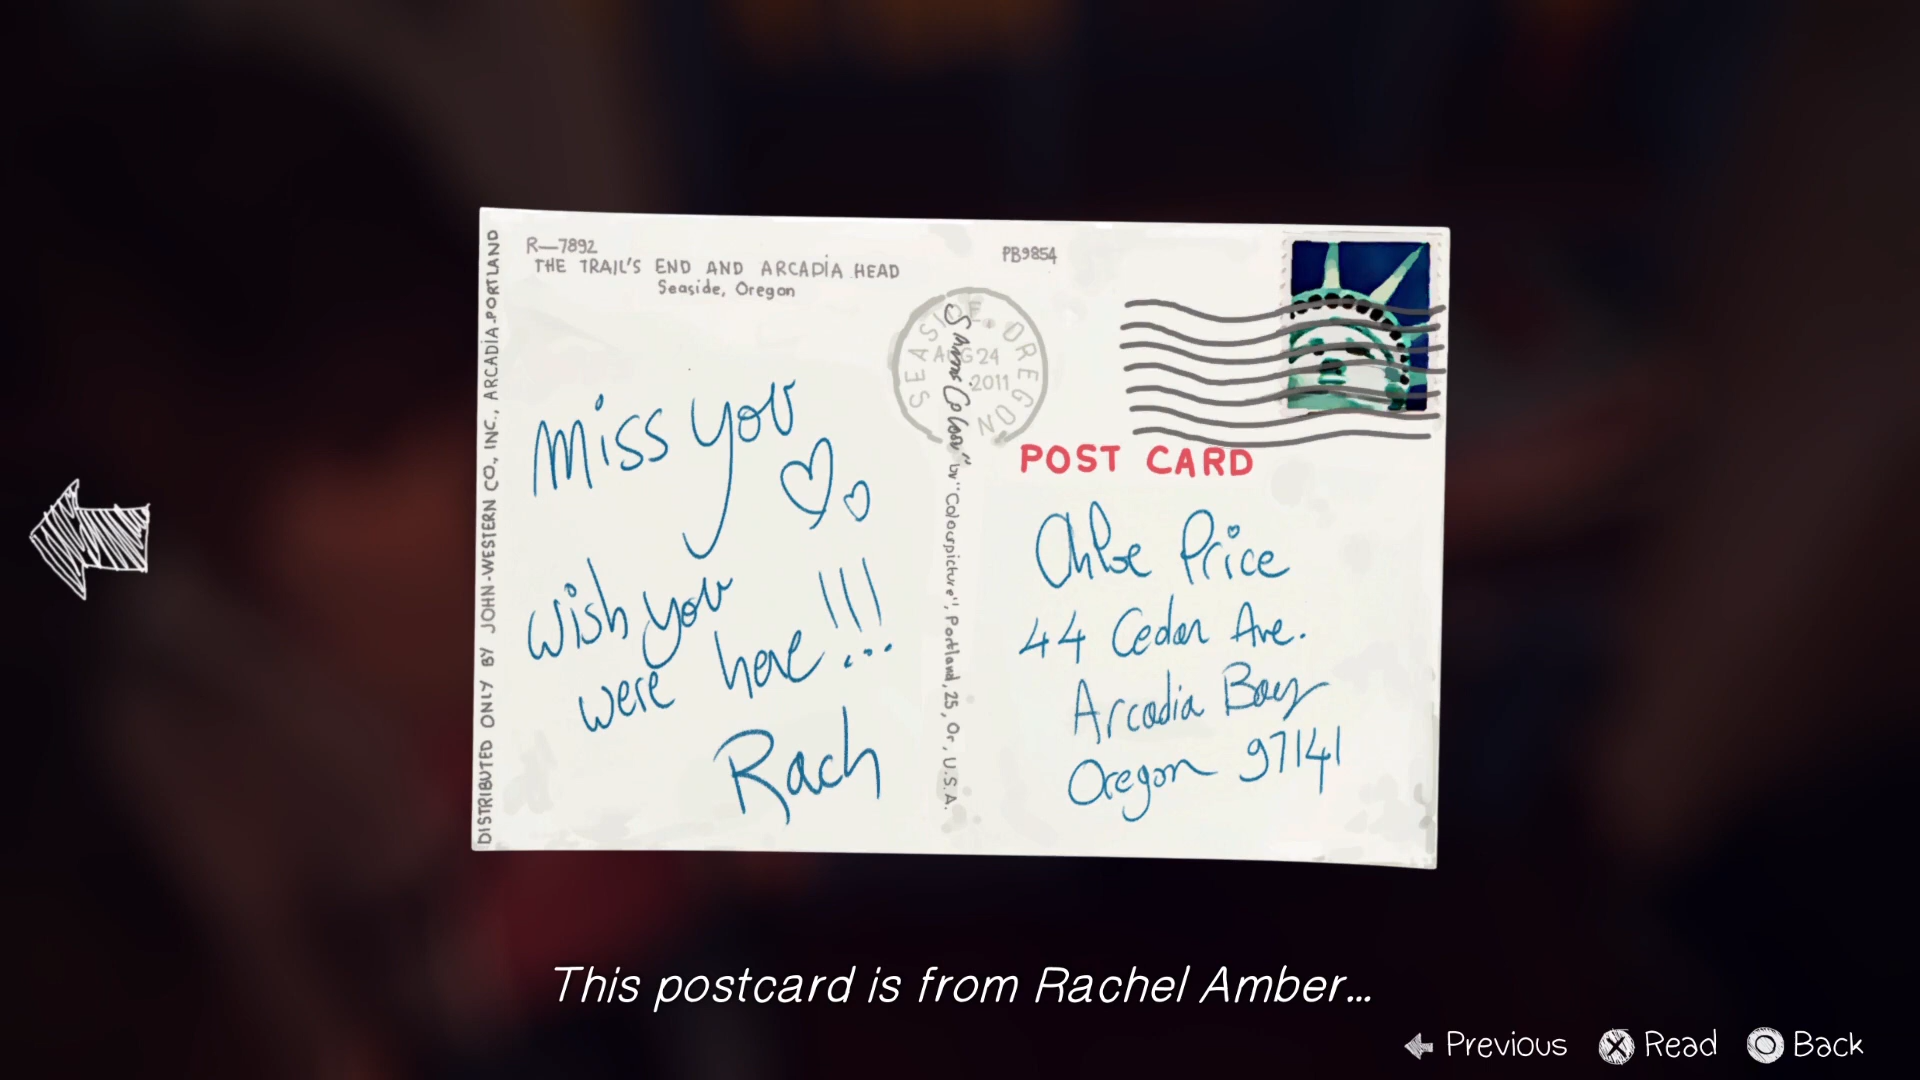 R—7892
THE TRAIL'S END AND ARCADIA HEAD
Seaside, Oregon
PB9854
DISTRIBUTED ONLY BY JOHN-WESTERN CO., INC., ARCADIA-PORTLAND
SEASIDE, OREGON
AUG 24
2011
by "Colourpicture", Portland, 25, Or, U.S.A.
POST CARD
Miss you
wish you
were here!!!
Rach
Chloe Price
44 Cedar Ave.
Arcadia Bay
Oregon 97141
This postcard is from Rachel Amber...
Previous
Read
Back